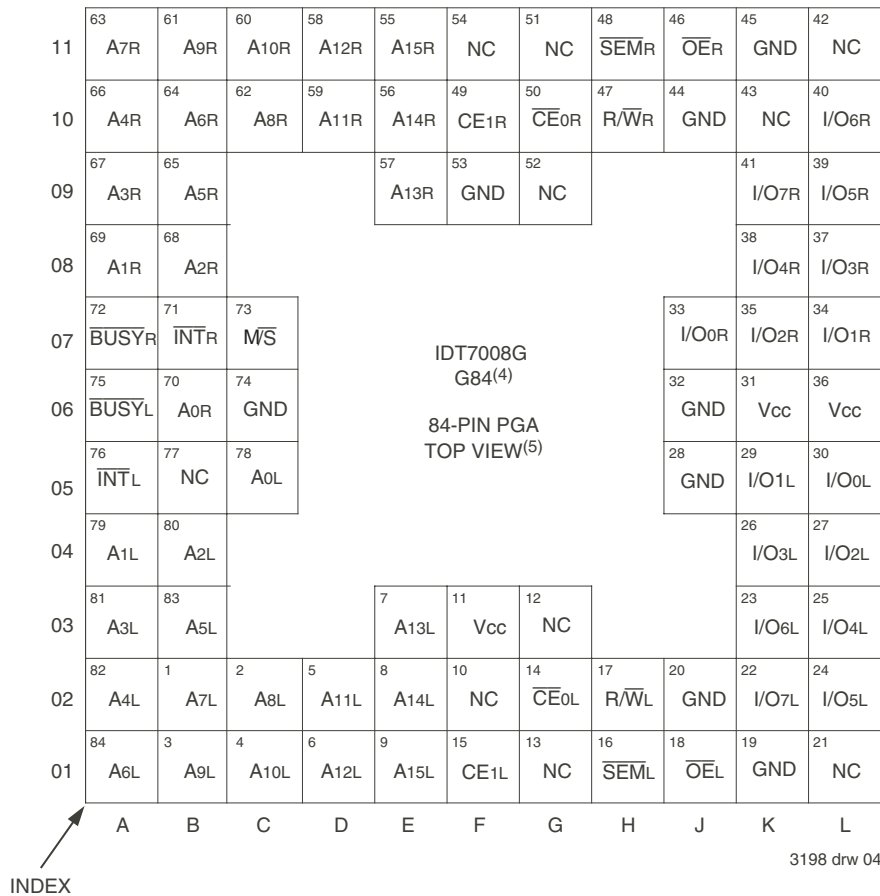 63 61 60 58 55 54 51 48 46 45 42
11 A7R A9R A10R A12R A15R NC NC SEMR OER GND NC
66 64 62 59 56 49 50 47 44 43 40
10 A4R A6R A8R A11R A14R CE1R CE0R R/WR GND NC I/O6R
67 65 57 53 52 41 39
09 A3R A5R A13R GND NC I/O7R I/O5R
69 68 38 37
08 A1R A2R I/O4R I/O3R
72 71 73 33 35 34
07 BUSYR INTR M/S I/O0R I/O2R I/O1R
IDT7008G
G84(4)
75 70 74 32 31 36
06 BUSYL A0R GND GND Vcc Vcc
84-PIN PGA
TOP VIEW(5)
76 77 78 28 29 30
05 INTL NC A0L GND I/O1L I/O0L
79 80 26 27
04 A1L A2L I/O3L I/O2L
81 83 7 11 12 23 25
03 A3L A5L A13L Vcc NC I/O6L I/O4L
82 1 2 5 8 10 14 17 20 22 24
02 A4L A7L A8L A11L A14L NC CE0L R/WL GND I/O7L I/O5L
84 3 4 6 9 15 13 16 18 19 21
01 A6L A9L A10L A12L A15L CE1L NC SEML OEL GND NC
A B C D E F G H J K L
3198 drw 04
INDEX